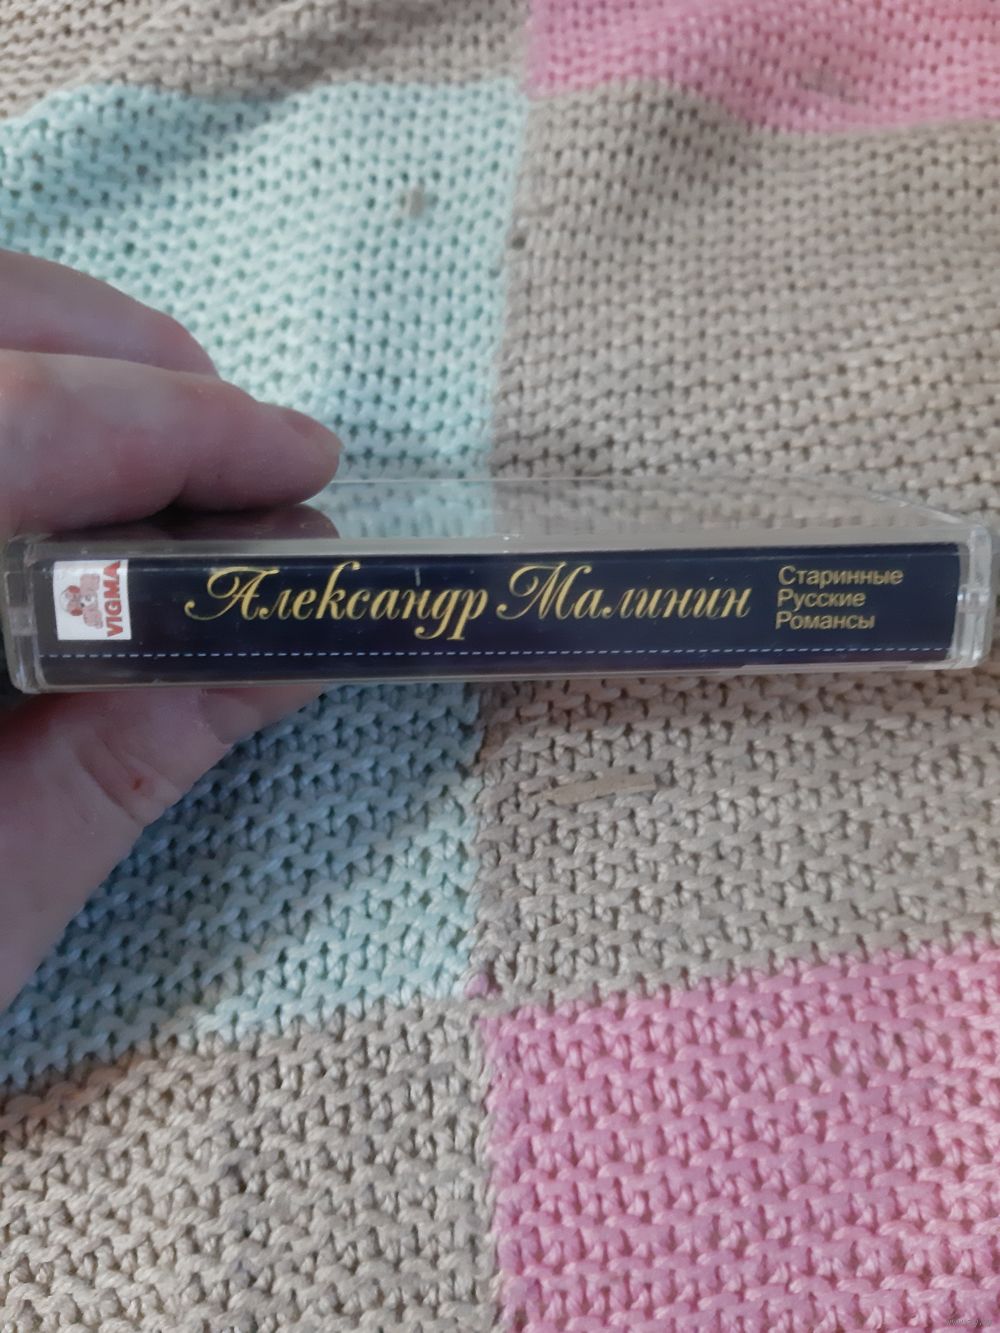 VIGMA
Александр Малинин
Старинные
Русские
Романсы